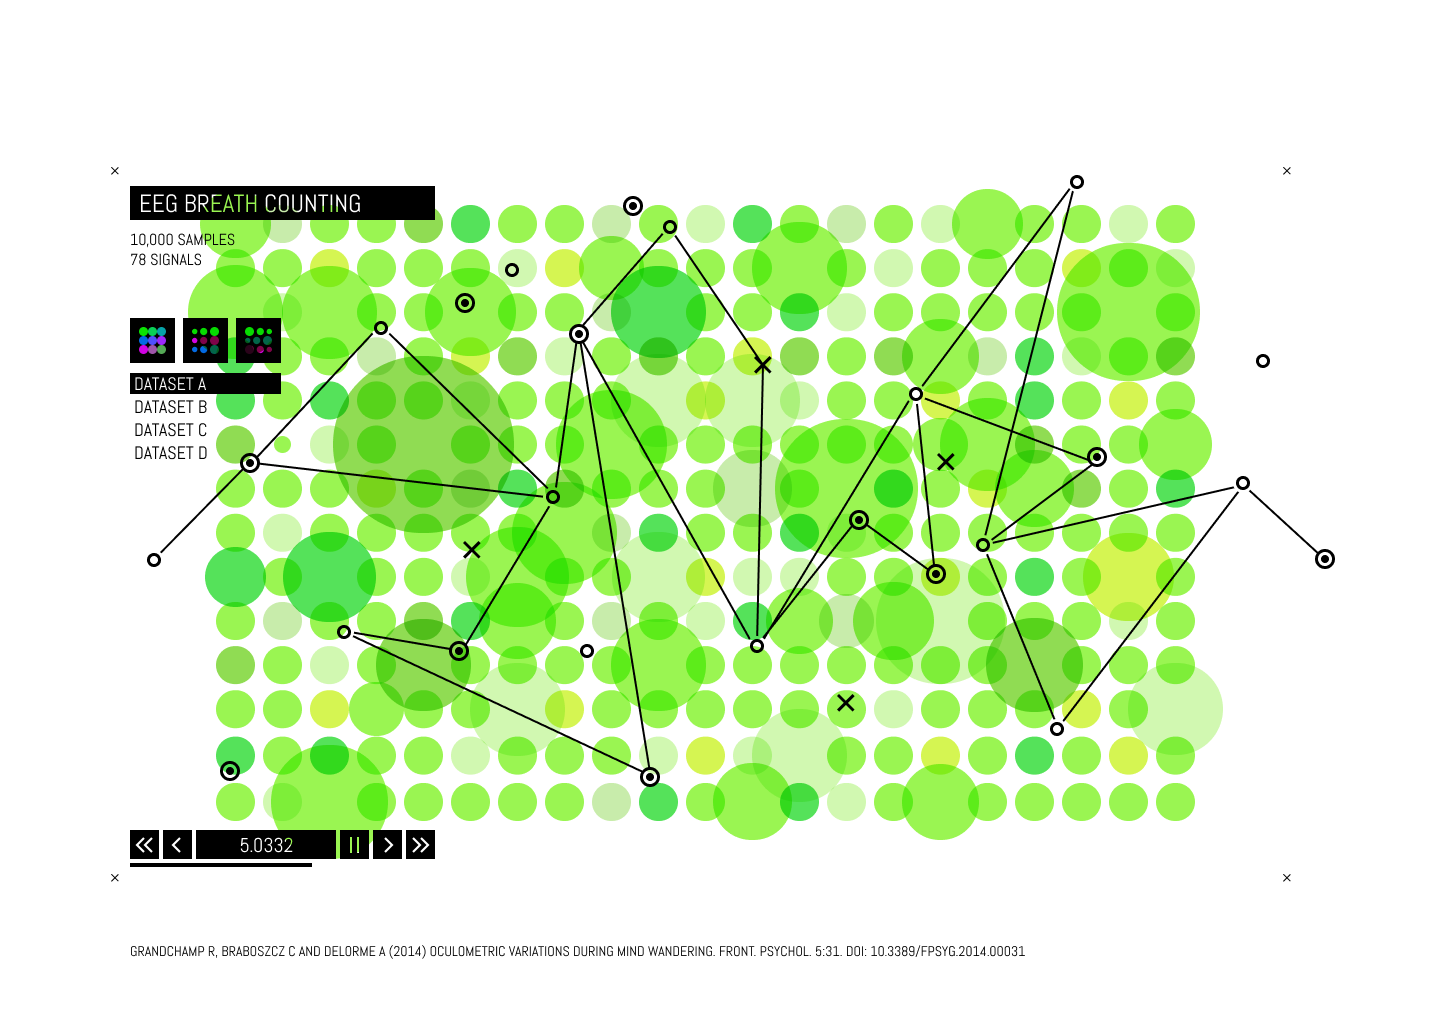 EEG BREATH COUNTING
10,000 SAMPLES
78 SIGNALS
DATASET A
DATASET B
DATASET C
DATASET D
5.0332
GRANDCHAMP R, BRABOSZCZ C AND DELORME A (2014) OCULOMETRIC VARIATIONS DURING MIND WANDERING. FRONT. PSYCHOL. 5:31. DOI: 10.3389/FPSYG.2014.00031